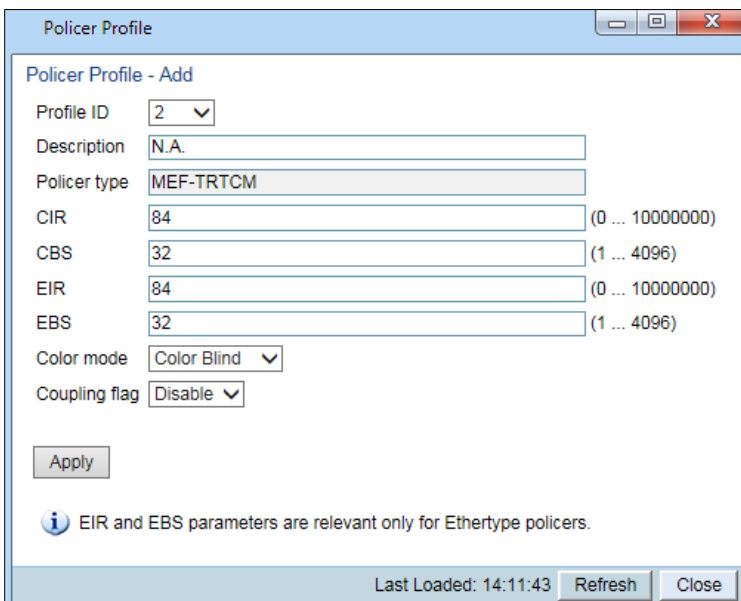 Policer Profile
Policer Profile - Add
Profile ID 2
Description N.A.
Policer type MEF-TRTCM
CIR 84 (0 ... 10000000)
CBS 32 (1 ... 4096)
EIR 84 (0 ... 10000000)
EBS 32 (1 ... 4096)
Color mode Color Blind
Coupling flag Disable
Apply
EIR and EBS parameters are relevant only for Ethertype policers.
Last Loaded: 14:11:43 Refresh Close